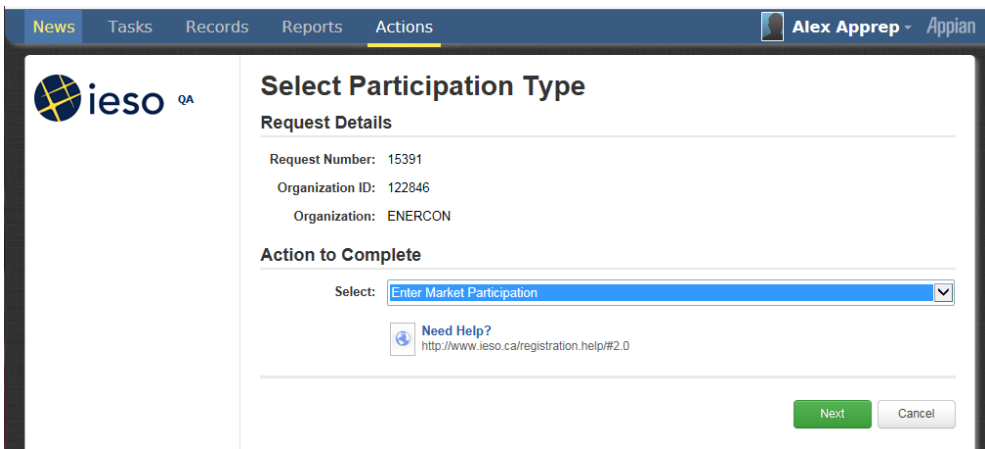 News Tasks Records Reports Actions Alex Apprep Appian
ieso QA
Select Participation Type
Request Details
Request Number: 15391
Organization ID: 122846
Organization: ENERCON
Action to Complete
Select: Enter Market Participation
Need Help?
http://www.ieso.ca/registration.help/#2.0
Next Cancel